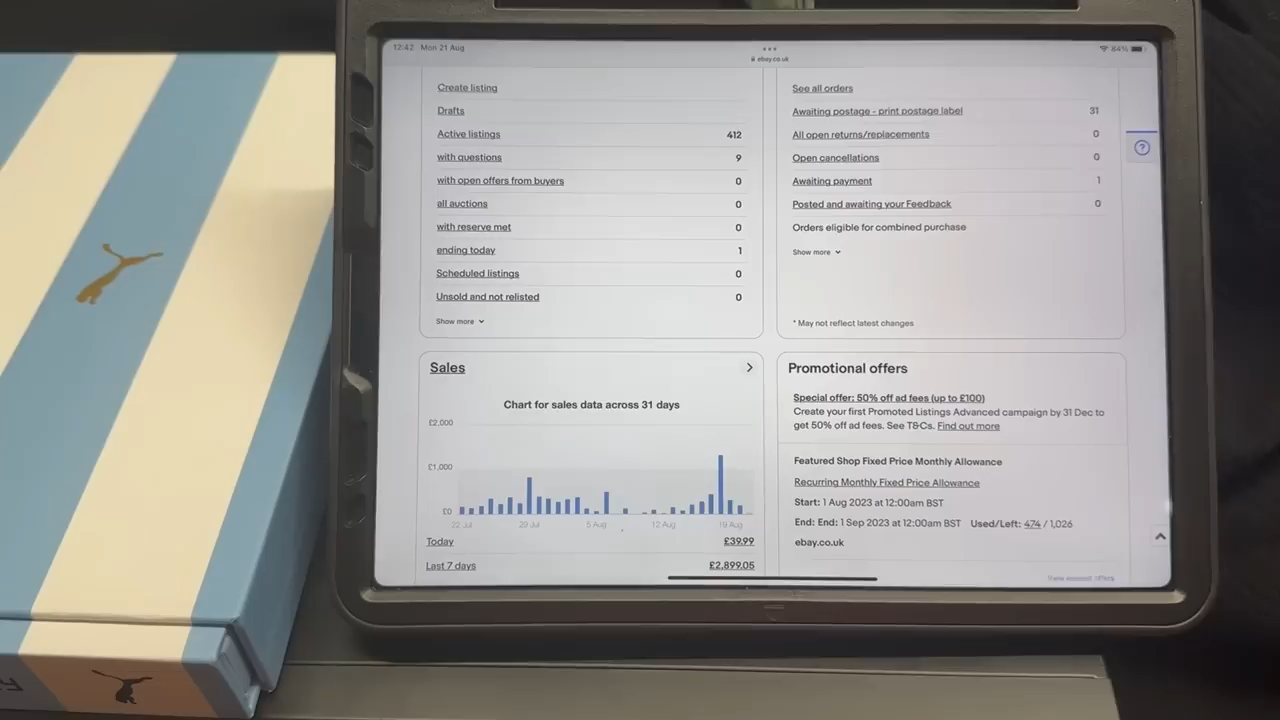 12:42 Mon 21 Aug
84%
ebay.co.uk
Create listing
Drafts
Active listings 412
with questions 9
with open offers from buyers 0
all auctions 0
with reserve met 0
ending today 1
Scheduled listings 0
Unsold and not relisted 0
Show more
See all orders
Awaiting postage - print postage label 31
All open returns/replacements 0
Open cancellations 0
Awaiting payment 1
Posted and awaiting your Feedback 0
Orders eligible for combined purchase
Show more
* May not reflect latest changes
Sales
Chart for sales data across 31 days
£2,000
£1,000
£0
22 Jul 29 Jul 5 Aug 12 Aug 19 Aug
Today £39.99
Last 7 days £2,899.05
Promotional offers
Special offer: 50% off ad fees (up to £100)
Create your first Promoted Listings Advanced campaign by 31 Dec to
get 50% off ad fees. See T&Cs. Find out more
Featured Shop Fixed Price Monthly Allowance
Recurring Monthly Fixed Price Allowance
Start: 1 Aug 2023 at 12:00am BST
End: End: 1 Sep 2023 at 12:00am BST Used/Left: 474 / 1,026
ebay.co.uk